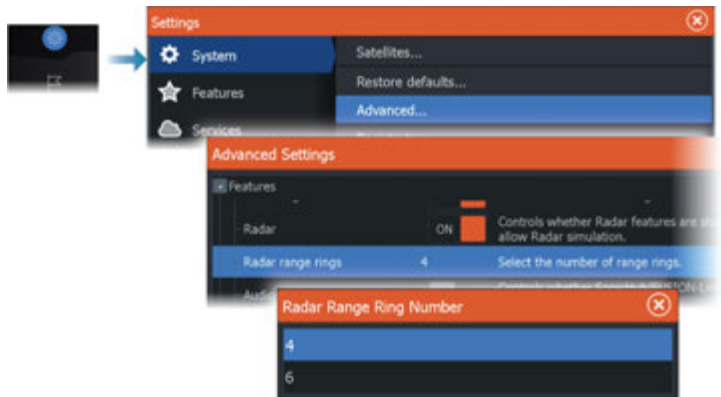 Settings
System
Satellites...
Features
Restore defaults...
Advanced...
Services
Advanced Settings
Features
Radar
ON
Controls whether Radar features are
allow Radar simulation.
Radar range rings
4
Select the number of range rings.
Radar Range Ring Number
4
6